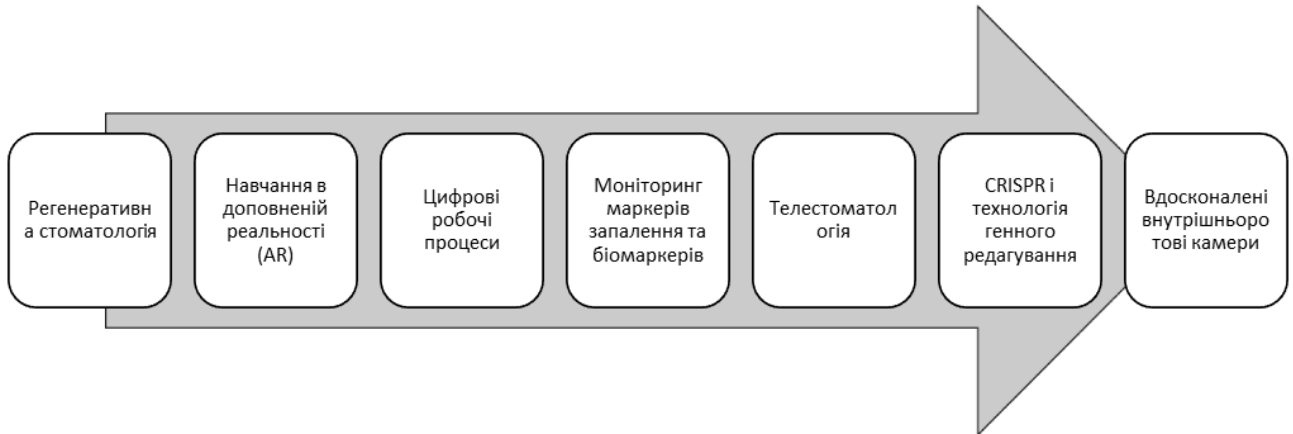 Регенеративн
а стоматологія
Навчання в
доповненій
реальності
(AR)
Цифрові
робочі
процеси
Моніторинг
маркерів
запалення та
біомаркерів
Телестоматол
огія
CRISPR і
технологія
генного
редагування
Вдосконалені
внутрішньоро
тові камери